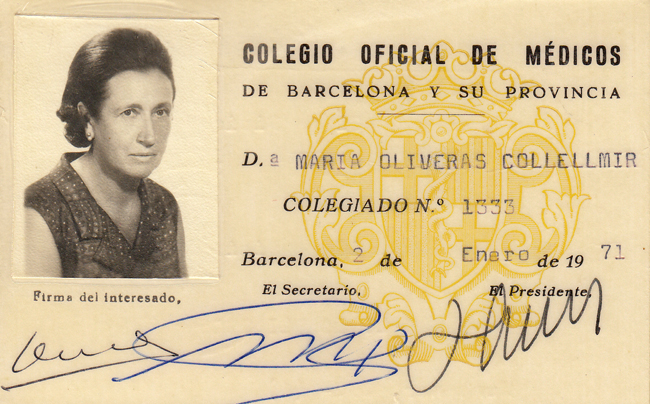 COLEGIO OFICIAL DE MÉDICOS
DE BARCELONA Y SU PROVINCIA
D.ª MARIA OLIVERAS COLLELLMIR
COLEGIADO N.º 1333
Barcelona, 2 de Enero de 1971
El Secretario, El Presidente,
Firma del interesado,